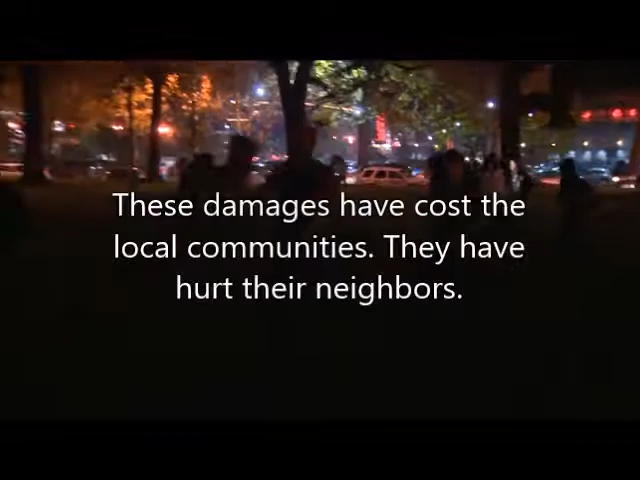 These damages have cost the
local communities. They have
hurt their neighbors.